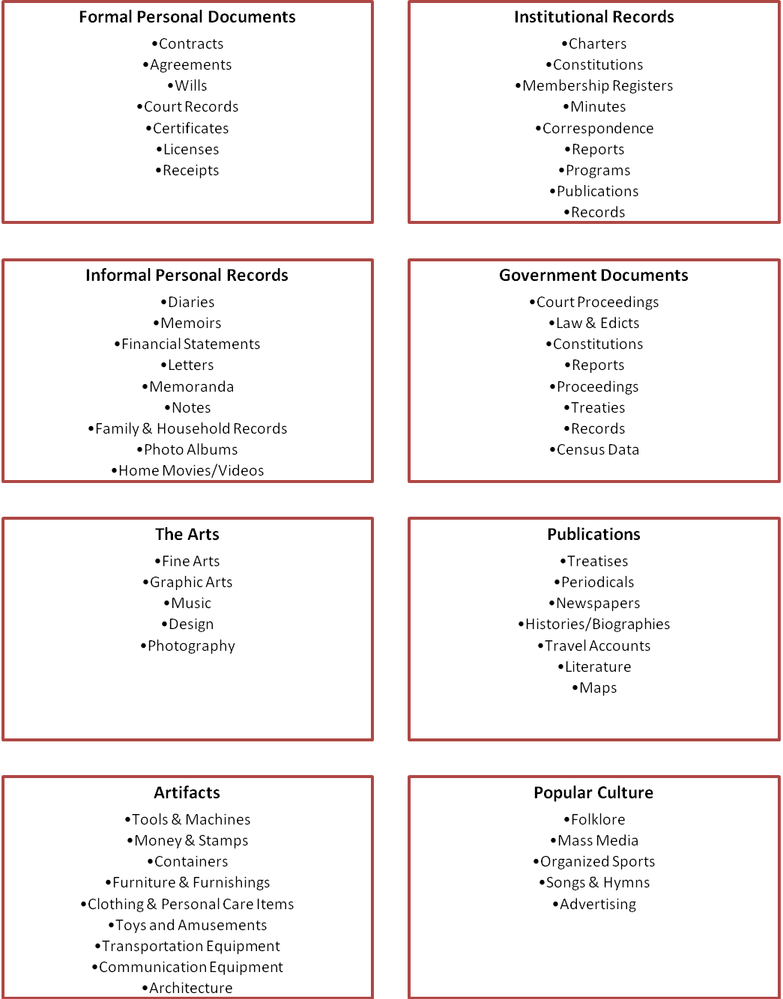 Formal Personal Documents
•Contracts
•Agreements
•Wills
•Court Records
•Certificates
•Licenses
•Receipts
Institutional Records
•Charters
•Constitutions
•Membership Registers
•Minutes
•Correspondence
•Reports
•Programs
•Publications
•Records
Informal Personal Records
•Diaries
•Memoirs
•Financial Statements
•Letters
•Memoranda
•Notes
•Family & Household Records
•Photo Albums
•Home Movies/Videos
Government Documents
•Court Proceedings
•Law & Edicts
•Constitutions
•Reports
•Proceedings
•Treaties
•Records
•Census Data
The Arts
•Fine Arts
•Graphic Arts
•Music
•Design
•Photography
Publications
•Treatises
•Periodicals
•Newspapers
•Histories/Biographies
•Travel Accounts
•Literature
•Maps
Artifacts
•Tools & Machines
•Money & Stamps
•Containers
•Furniture & Furnishings
•Clothing & Personal Care Items
•Toys and Amusements
•Transportation Equipment
•Communication Equipment
•Architecture
Popular Culture
•Folklore
•Mass Media
•Organized Sports
•Songs & Hymns
•Advertising